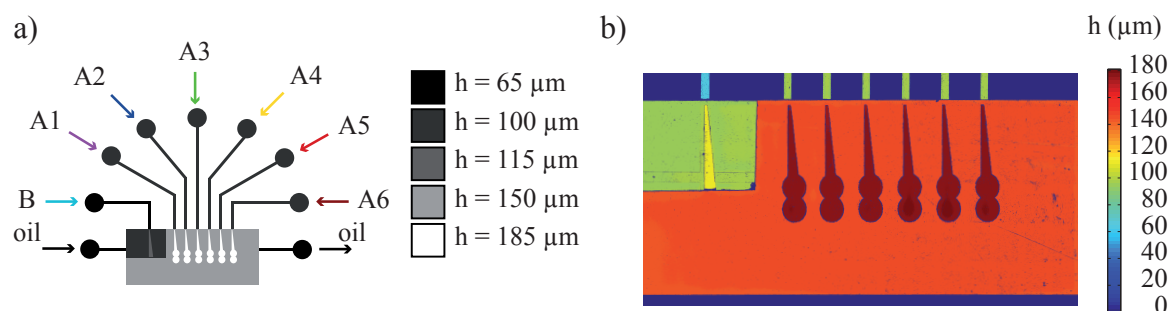 a)
A3
A2
A4
A1
A5
B
A6
oil
oil
h = 65 μm
h = 100 μm
h = 115 μm
h = 150 μm
h = 185 μm
b)
h (μm)
180
160
140
120
100
80
60
40
20
0